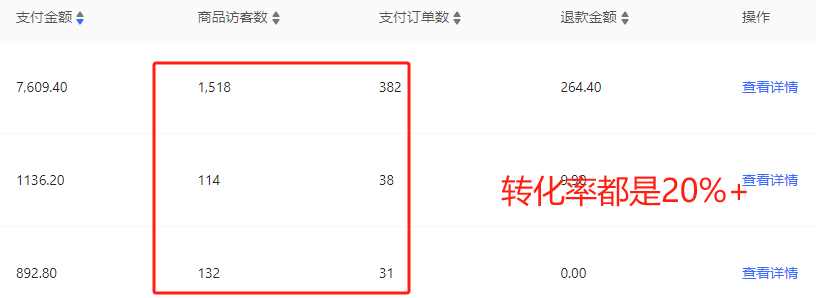 支付金额 商品访客数 支付订单数 退款金额 操作
7,609.40 1,518 382 264.40 查看详情
1136.20 114 38 9.90 查看详情
转化率都是20%+
892.80 132 31 0.00 查看详情